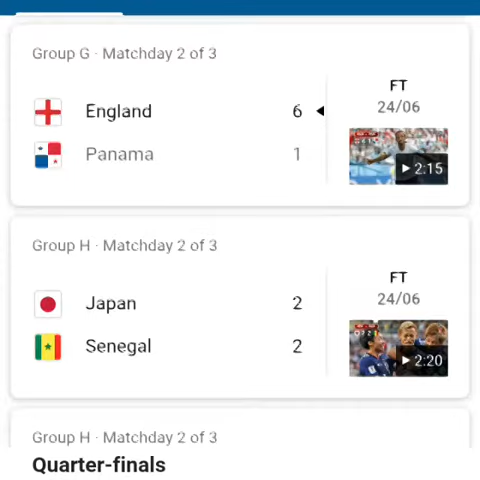 Group G · Matchday 2 of 3
FT
24/06
England 6
Panama 1
2:15
Group H · Matchday 2 of 3
FT
24/06
Japan 2
Senegal 2
2:20
Group H · Matchday 2 of 3
Quarter-finals